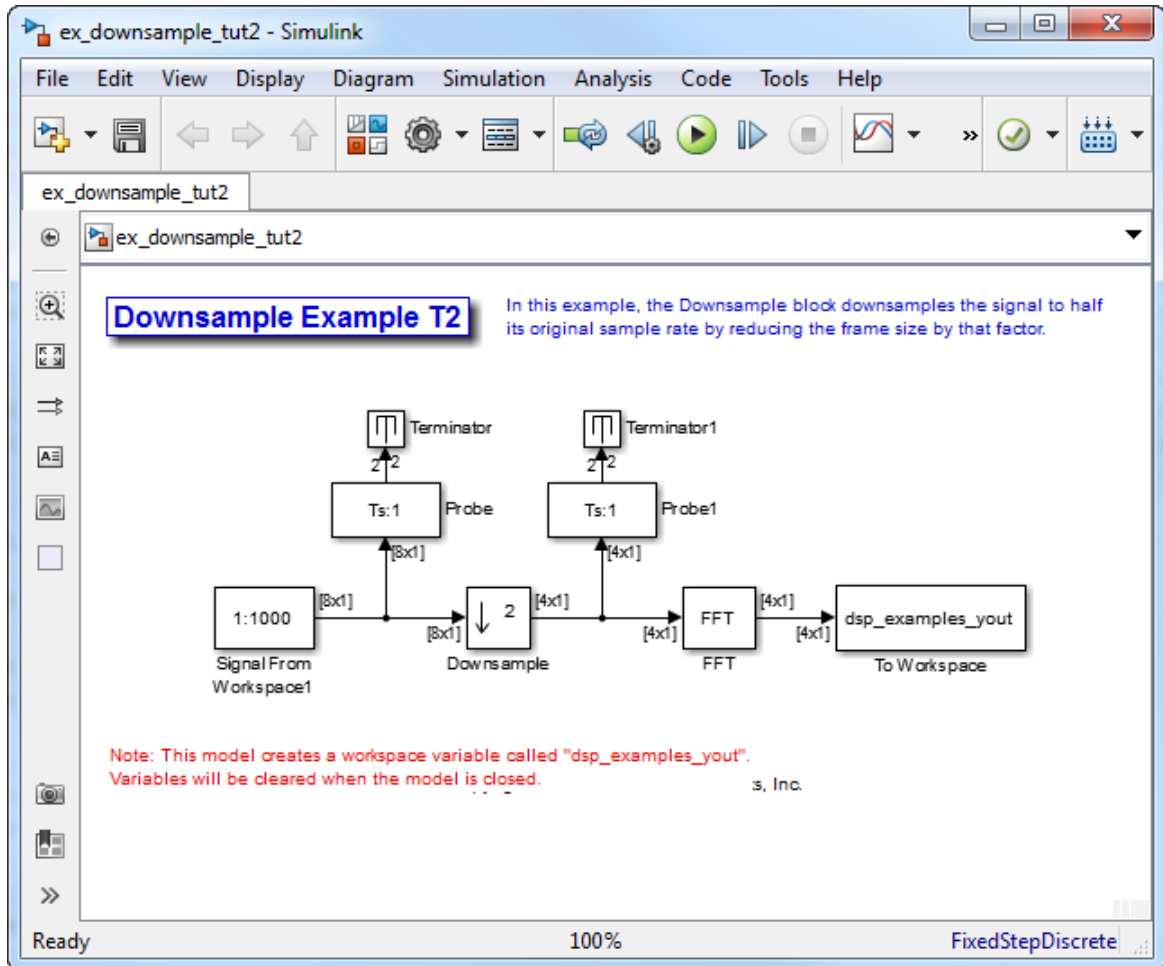 ex_downsample_tut2 - Simulink
File Edit View Display Diagram Simulation Analysis Code Tools Help
ex_downsample_tut2
ex_downsample_tut2
Downsample Example T2
In this example, the Downsample block downsamples the signal to half
its original sample rate by reducing the frame size by that factor.
Terminator
Terminator1
2 2
2 2
Ts:1
Probe
Ts:1
Probe1
[8x1]
[4x1]
1:1000
[8x1]
[8x1]
2
[4x1]
[4x1]
FFT
[4x1]
[4x1]
dsp_examples_yout
Signal From
Workspace1
Downsample
FFT
To Workspace
Note: This model creates a workspace variable called "dsp_examples_yout".
Variables will be cleared when the model is closed.
s, Inc.
Ready 100% FixedStepDiscrete